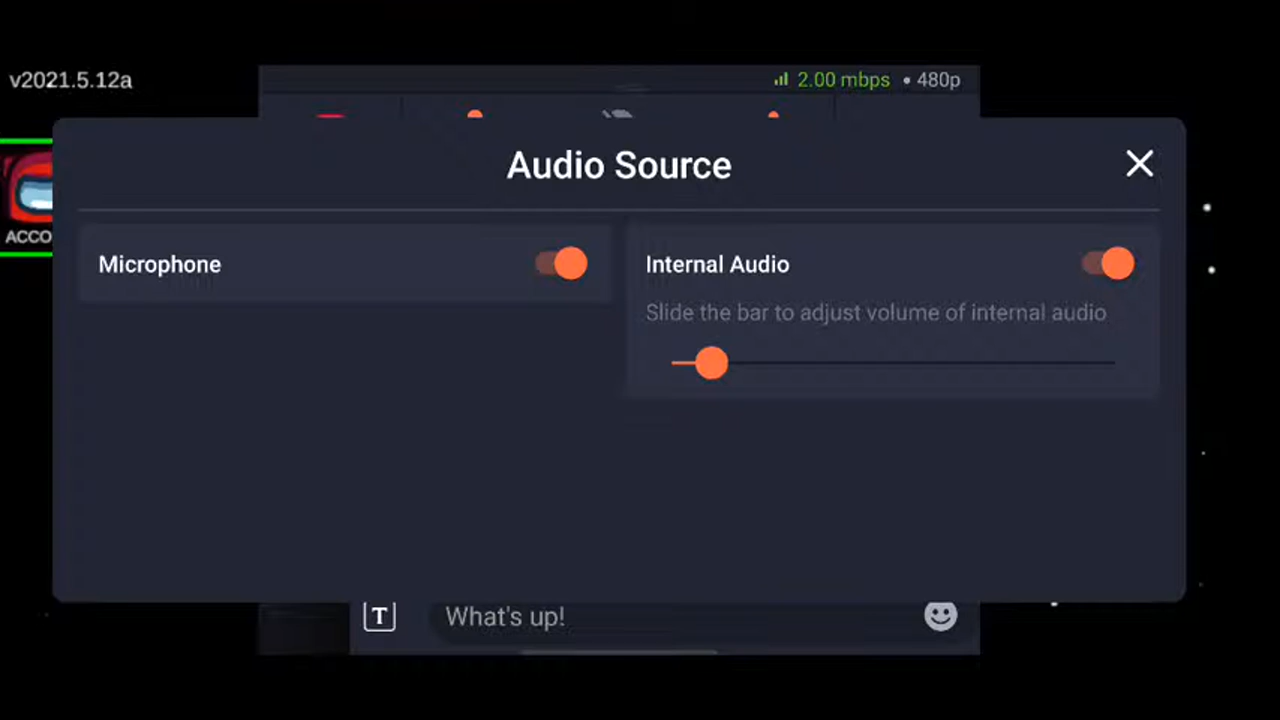 v2021.5.12a
2.00 mbps • 480p
Audio Source
ACCO
Microphone
Internal Audio
Slide the bar to adjust volume of internal audio
T
What's up!